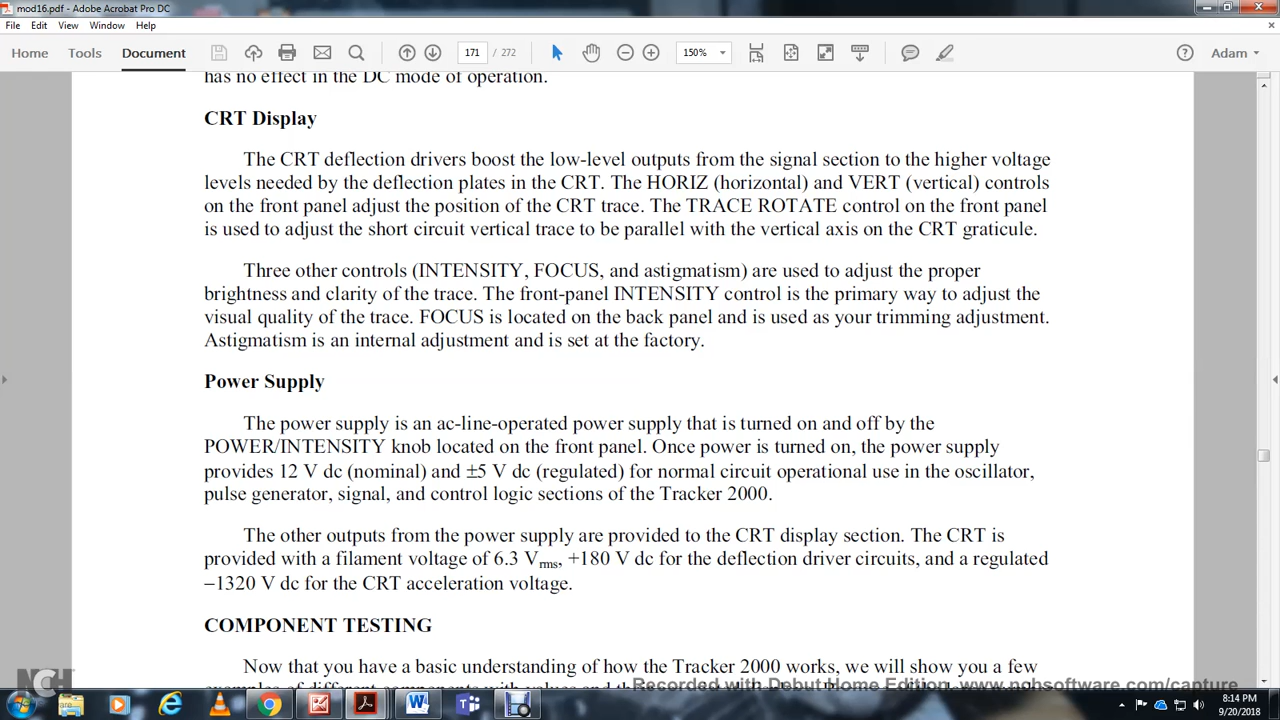 mod16.pdf - Adobe Acrobat Pro DC
File Edit View Window Help
Home Tools Document 171 / 272 150% Adam
has no effect in the DC mode of operation.
CRT Display
The CRT deflection drivers boost the low-level outputs from the signal section to the higher voltage
levels needed by the deflection plates in the CRT. The HORIZ (horizontal) and VERT (vertical) controls
on the front panel adjust the position of the CRT trace. The TRACE ROTATE control on the front panel
is used to adjust the short circuit vertical trace to be parallel with the vertical axis on the CRT graticule.
Three other controls (INTENSITY, FOCUS, and astigmatism) are used to adjust the proper
brightness and clarity of the trace. The front-panel INTENSITY control is the primary way to adjust the
visual quality of the trace. FOCUS is located on the back panel and is used as your trimming adjustment.
Astigmatism is an internal adjustment and is set at the factory.
Power Supply
The power supply is an ac-line-operated power supply that is turned on and off by the
POWER/INTENSITY knob located on the front panel. Once power is turned on, the power supply
provides 12 V dc (nominal) and ±5 V dc (regulated) for normal circuit operational use in the oscillator,
pulse generator, signal, and control logic sections of the Tracker 2000.
The other outputs from the power supply are provided to the CRT display section. The CRT is
provided with a filament voltage of 6.3 Vrms, +180 V dc for the deflection driver circuits, and a regulated
−1320 V dc for the CRT acceleration voltage.
COMPONENT TESTING
Now that you have a basic understanding of how the Tracker 2000 works, we will show you a few
Recorded with Debut Home Edition. www.nchsoftware.com/capture
NCH
8:14 PM
9/20/2018